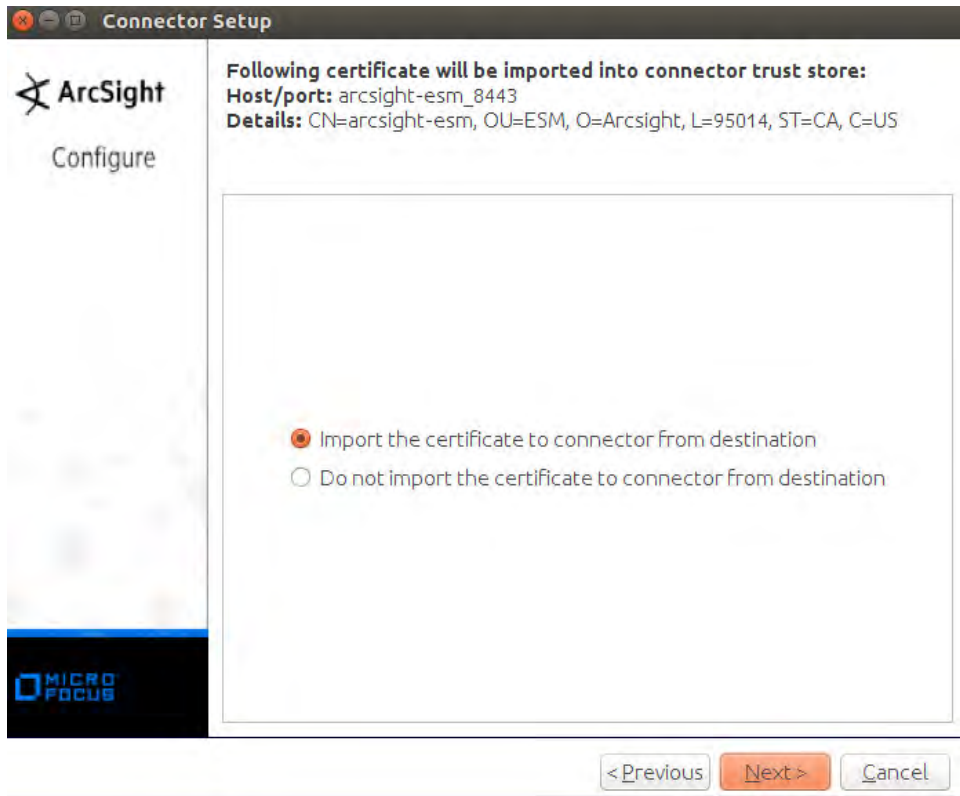 Connector Setup
ArcSight
Configure
Following certificate will be imported into connector trust store:
Host/port: arcsight-esm_8443
Details: CN=arcsight-esm, OU=ESM, O=Arcsight, L=95014, ST=CA, C=US
Import the certificate to connector from destination
Do not import the certificate to connector from destination
MICRO
FOCUS
< Previous
Next >
Cancel